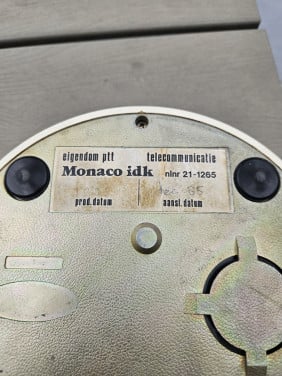 eigendom ptt telecommunicatie
Monaco idk nlnr 21-1265
prod. datum aansl. datum